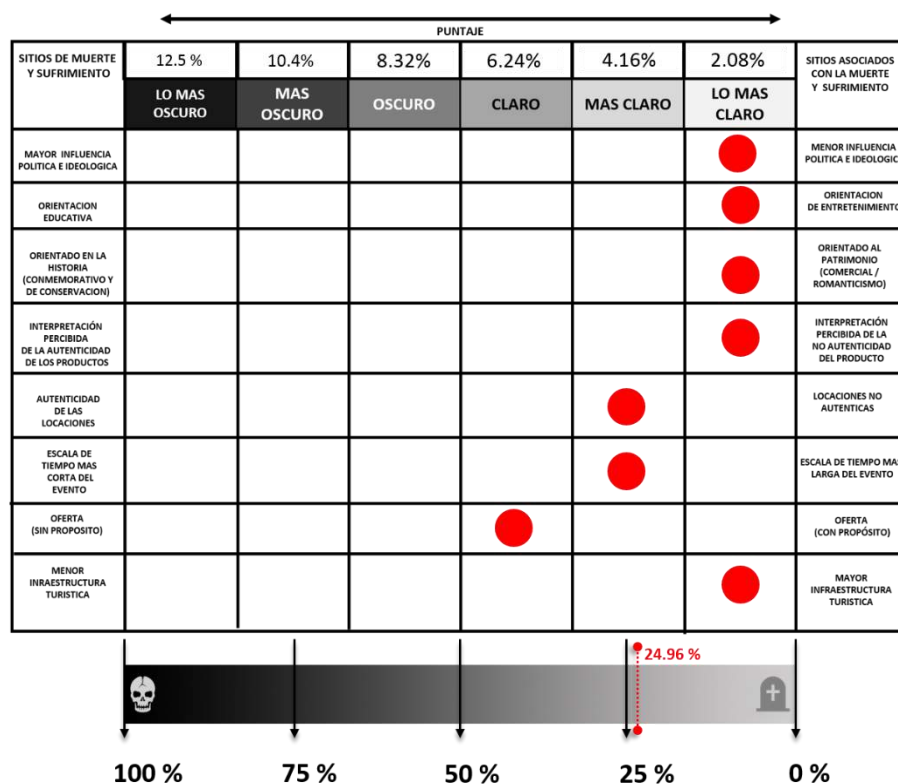 PUNTAJE
SITIOS DE MUERTE
Y SUFRIMIENTO
12.5 %
10.4%
8.32%
6.24%
4.16%
2.08%
SITIOS ASOCIADOS
CON LA MUERTE
Y SUFRIMIENTO
LO MAS
OSCURO
MAS
OSCURO
OSCURO
CLARO
MAS CLARO
LO MAS
CLARO
MAYOR INFLUENCIA
POLITICA E IDEOLOGICA
MENOR INFLUENCIA
POLITICA E IDEOLOGIC
ORIENTACION
EDUCATIVA
ORIENTACION
DE ENTRETENIMIENTO
ORIENTADO EN LA
HISTORIA
(CONMEMORATIVO Y
DE CONSERVACION)
ORIENTADO AL
PATRIMONIO
(COMERCIAL /
ROMANTICISMO)
INTERPRETACIÓN
PERCIBIDA
DE LA AUTENTICIDAD
DE LOS PRODUCTOS
INTERPRETACIÓN
PERCIBIDA DE LA
NO AUTENTICIDAD
DEL PRODUCTO
AUTENTICIDAD
DE LAS
LOCACIONES
LOCACIONES NO
AUTENTICAS
ESCALA DE
TIEMPO MAS
CORTA DEL
EVENTO
ESCALA DE TIEMPO MAS
LARGA DEL EVENTO
OFERTA
(SIN PROPOSITO)
OFERTA
(CON PROPÓSITO)
MENOR
INRAESTRUCTURA
TURISTICA
MAYOR
INFRAESTRUCTURA
TURISTICA
24.96 %
100 %
75 %
50 %
25 %
0 %